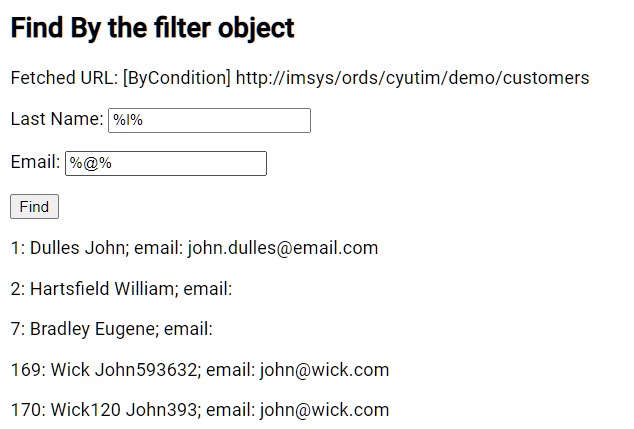 Find By the filter object
Fetched URL: [ByCondition] http://imsys/ords/cyutim/demo/customers
Last Name: %l%
Email: %@%
Find
1: Dulles John; email: john.dulles@email.com
2: Hartsfield William; email:
7: Bradley Eugene; email:
169: Wick John593632; email: john@wick.com
170: Wick120 John393; email: john@wick.com